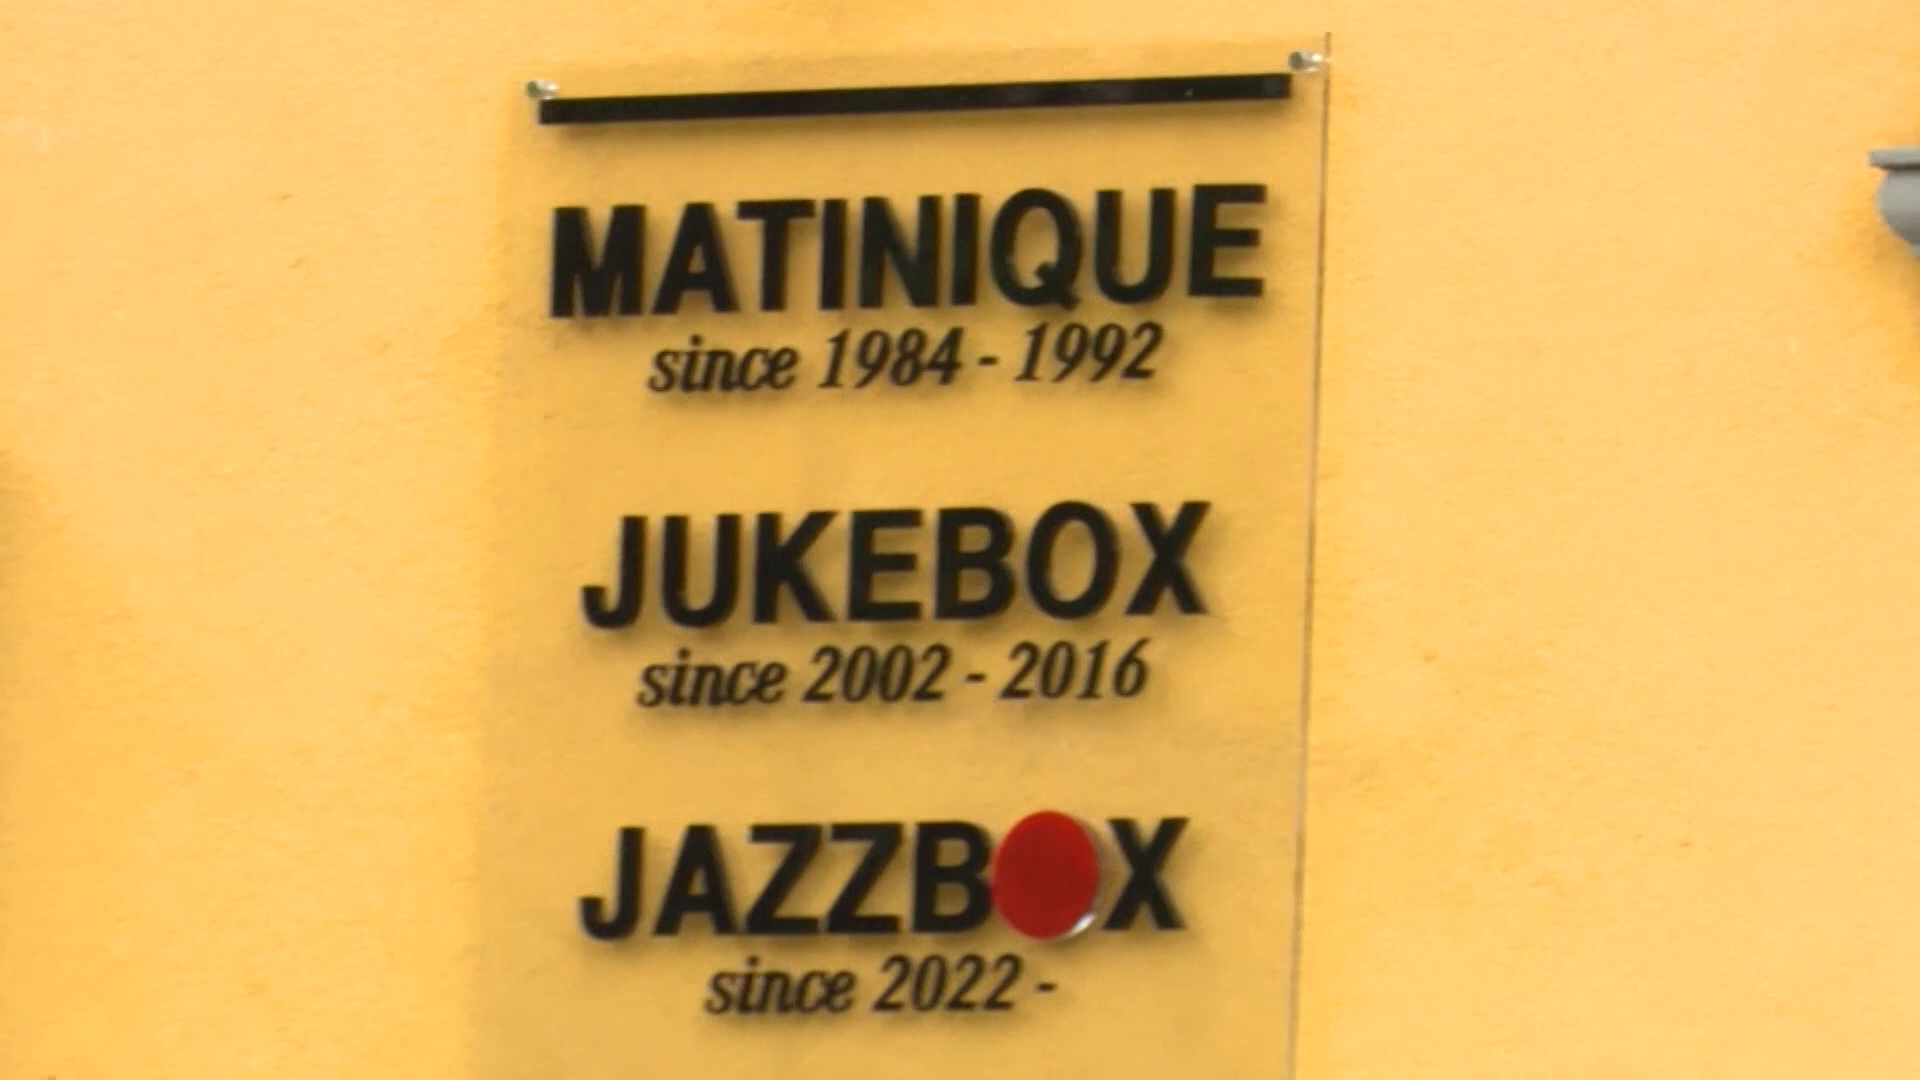 MATINIQUE
since 1984 - 1992
JUKEBOX
since 2002 - 2016
JAZZBOX
since 2022 -